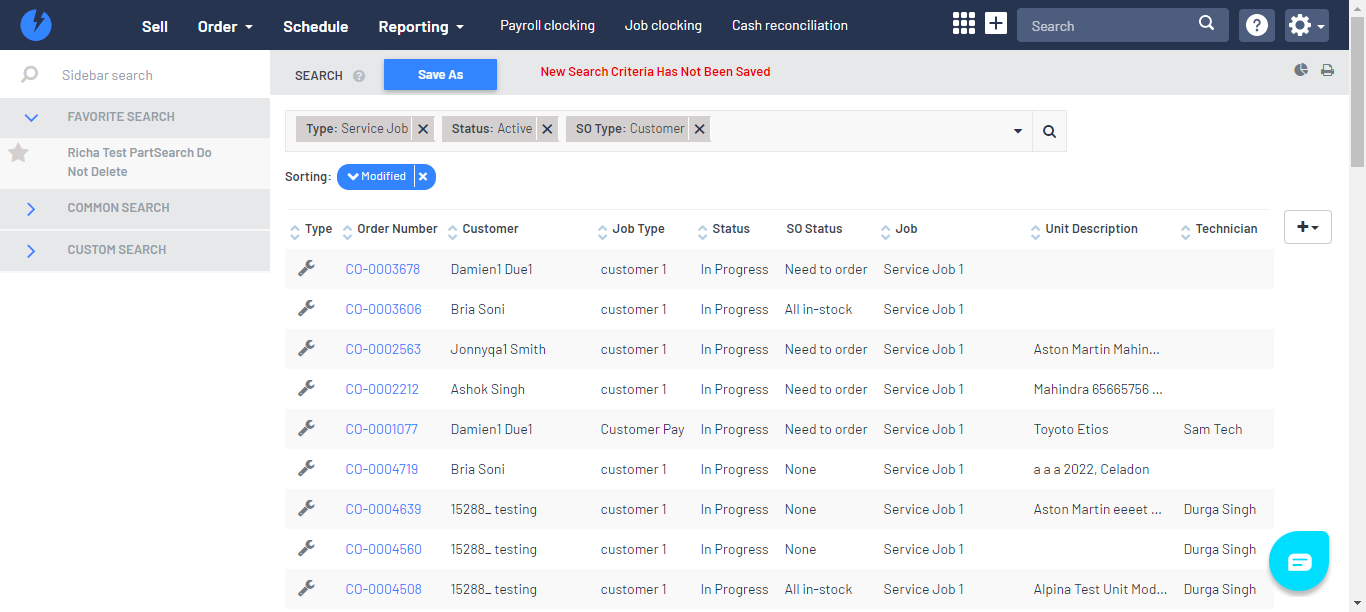 Sell Order Schedule Reporting Payroll clocking Job clocking Cash reconciliation Search
Sidebar search
SEARCH Save As New Search Criteria Has Not Been Saved
FAVORITE SEARCH
Richa Test PartSearch Do
Not Delete
COMMON SEARCH
CUSTOM SEARCH
Type: Service Job Status: Active SO Type: Customer
Sorting: Modified
Type Order Number Customer Job Type Status SO Status Job Unit Description Technician
CO-0003678 Damien1 Due1 customer 1 In Progress Need to order Service Job 1
CO-0003606 Bria Soni customer 1 In Progress All in-stock Service Job 1
CO-0002563 Jonnyqa1 Smith customer 1 In Progress Need to order Service Job 1 Aston Martin Mahin...
CO-0002212 Ashok Singh customer 1 In Progress Need to order Service Job 1 Mahindra 65665756 ...
CO-0001077 Damien1 Due1 Customer Pay In Progress Need to order Service Job 1 Toyoto Etios Sam Tech
CO-0004719 Bria Soni customer 1 In Progress None Service Job 1 a a a 2022, Celadon
CO-0004639 15288_ testing customer 1 In Progress None Service Job 1 Aston Martin eeeet ... Durga Singh
CO-0004560 15288_ testing customer 1 In Progress None Service Job 1 Durga Singh
CO-0004508 15288_ testing customer 1 In Progress All in-stock Service Job 1 Alpina Test Unit Mod... Durga Singh